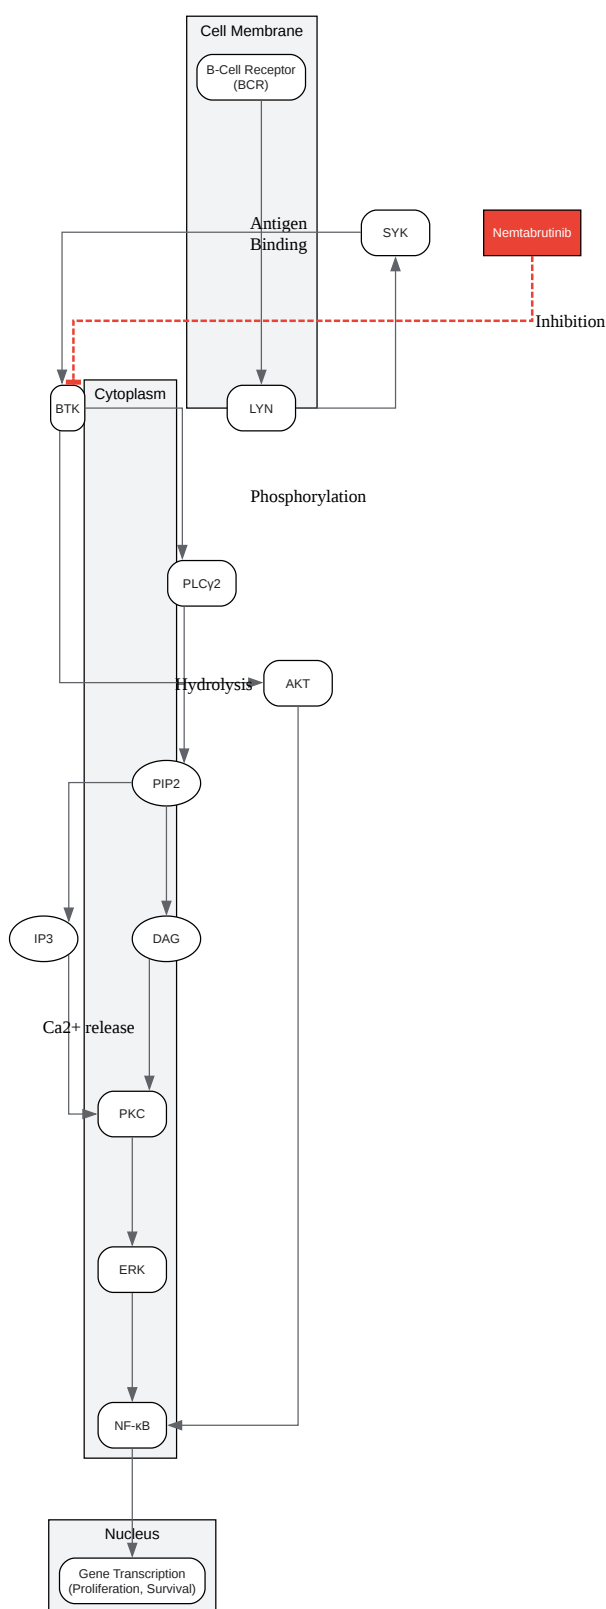 Cell Membrane
B-Cell Receptor
(BCR)
Antigen
Binding
SYK
Nemtabrutinib
Inhibition
BTK
Cytoplasm
LYN
Phosphorylation
PLCγ2
Hydrolysis
AKT
PIP2
IP3
DAG
Ca2+ release
PKC
ERK
NF-κB
Nucleus
Gene Transcription
(Proliferation, Survival)